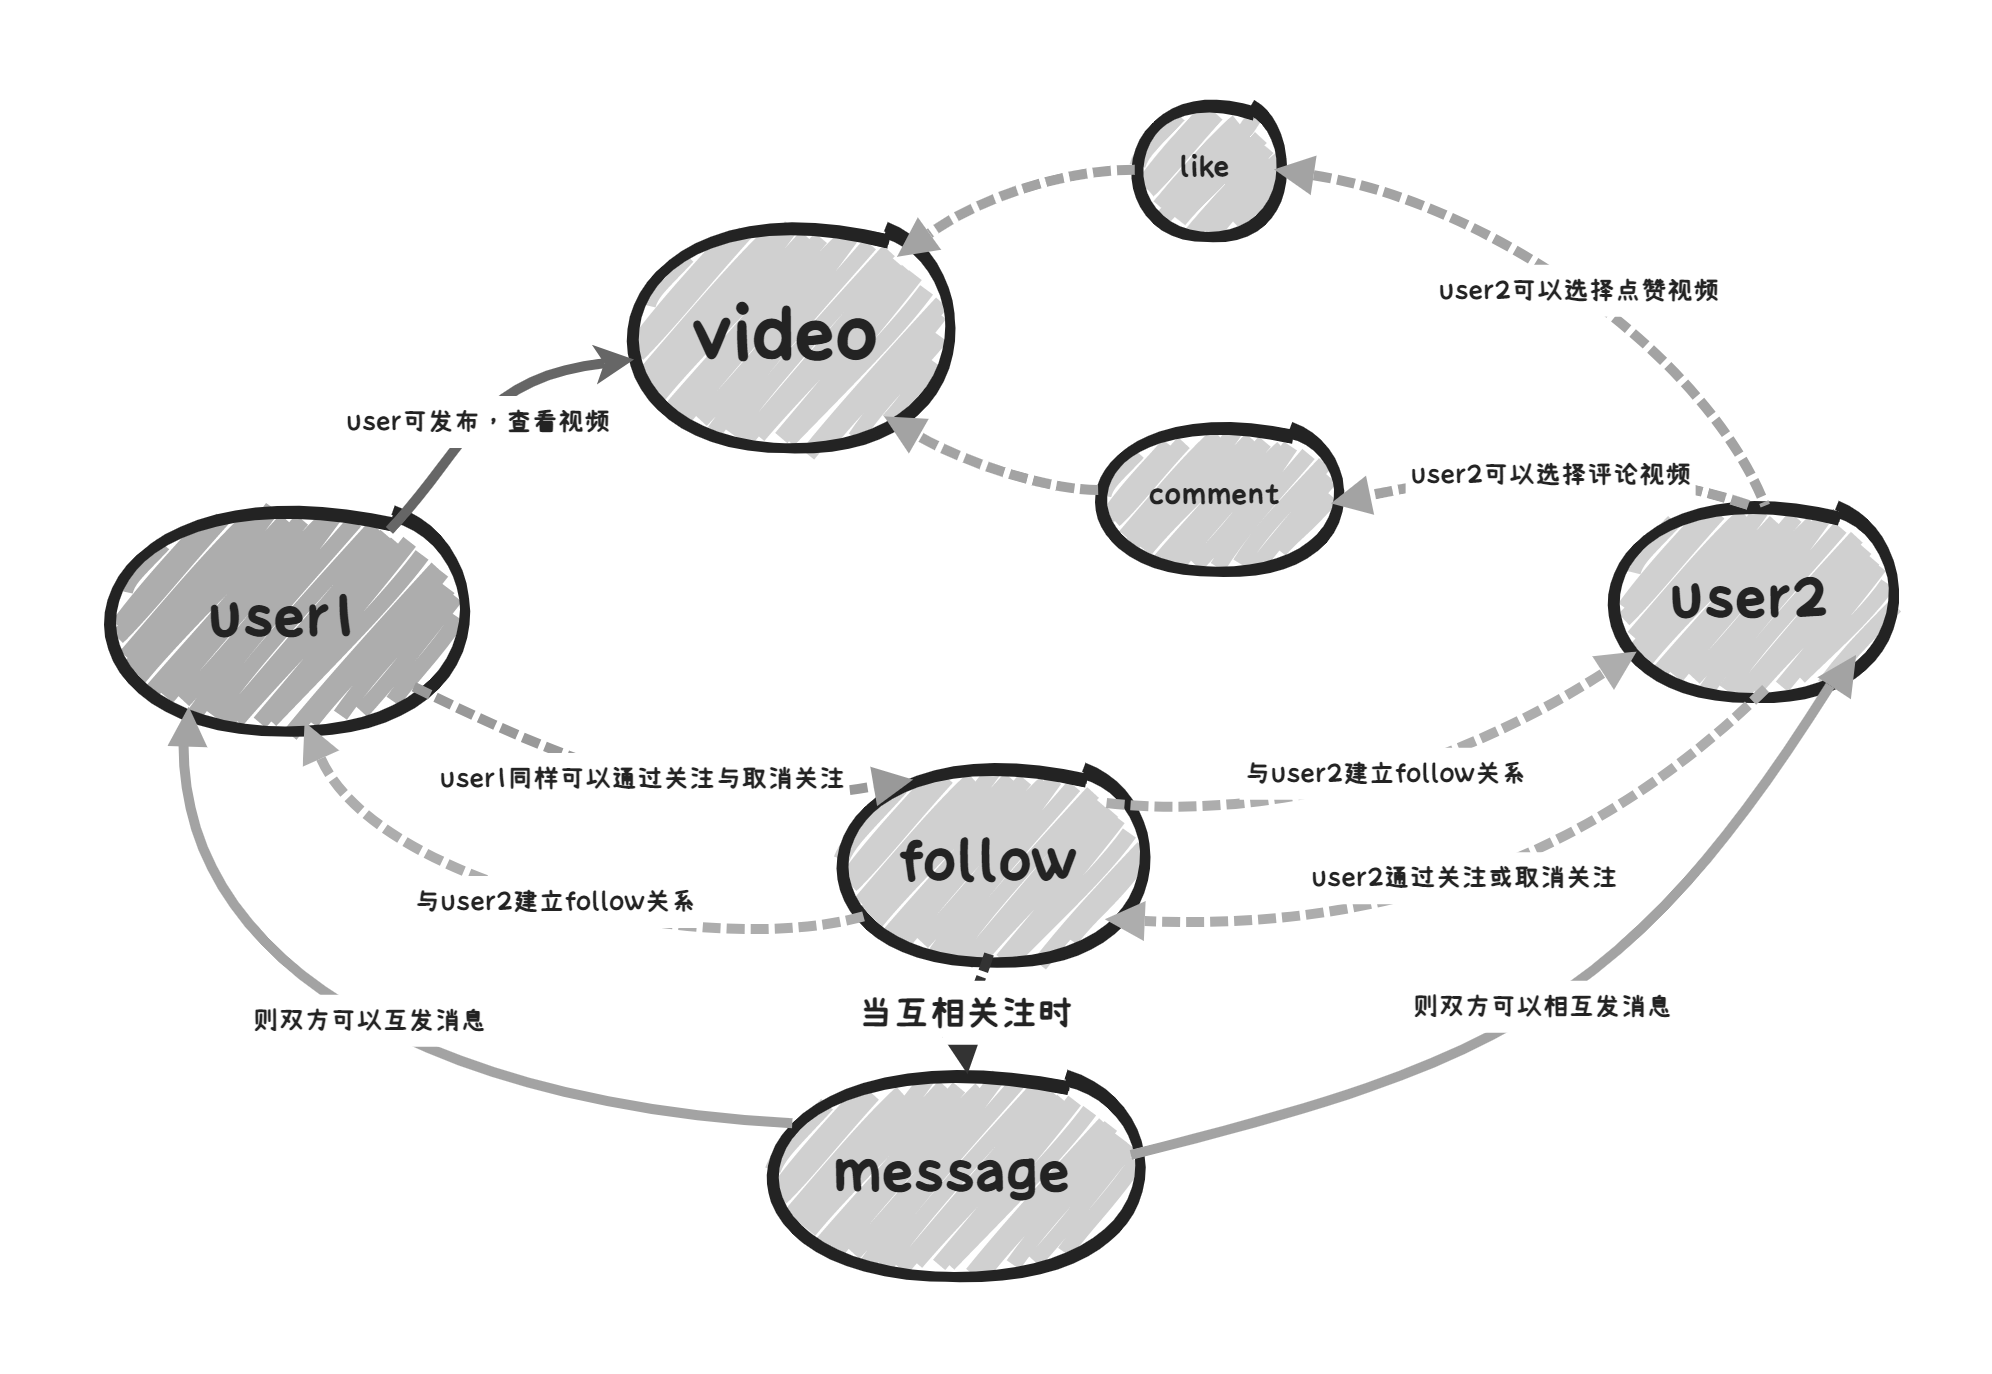 like
user2可以选择点赞视频
video
user可发布，查看视频
comment
user2可以选择评论视频
user1
user2
user1同样可以通过关注与取消关注
与user2建立follow关系
follow
user2通过关注或取消关注
与user2建立follow关系
则双方可以互发消息
当互相关注时
则双方可以相互发消息
message